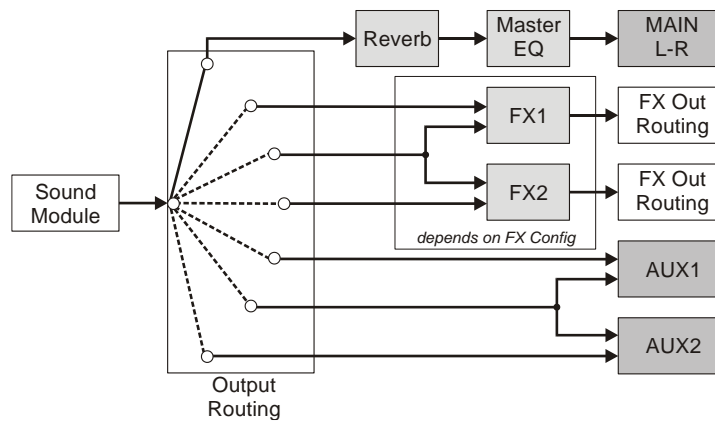 Reverb
Master
EQ
MAIN
L-R
FX1
FX Out
Routing
FX2
FX Out
Routing
Sound
Module
depends on FX Config
AUX1
AUX2
Output
Routing